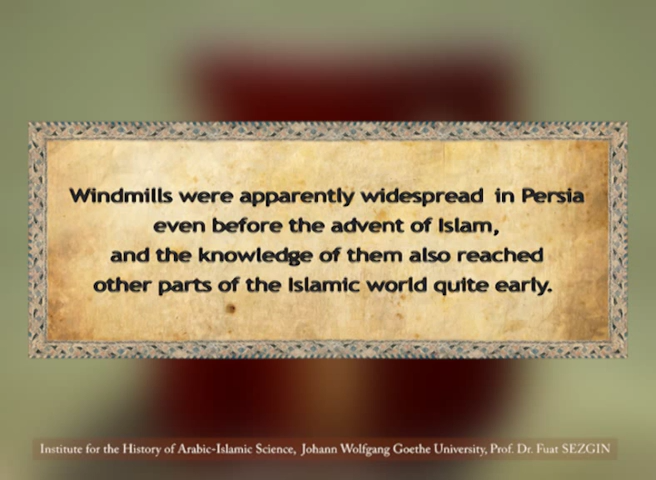 Windmills were apparently widespread in Persia
even before the advent of Islam,
and the knowledge of them also reached
other parts of the Islamic world quite early.
Institute for the History of Arabic-Islamic Science, Johann Wolfgang Goethe University, Prof. Dr. Fuat SEZGIN